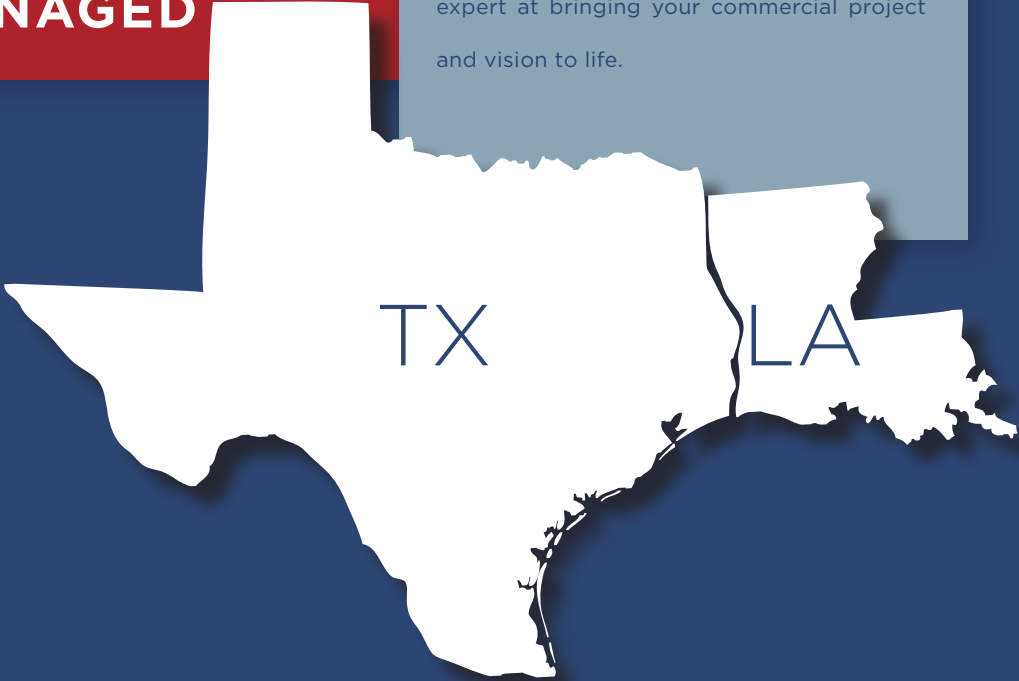 NAGED
expert at bringing your commercial project
and vision to life.
TX
LA